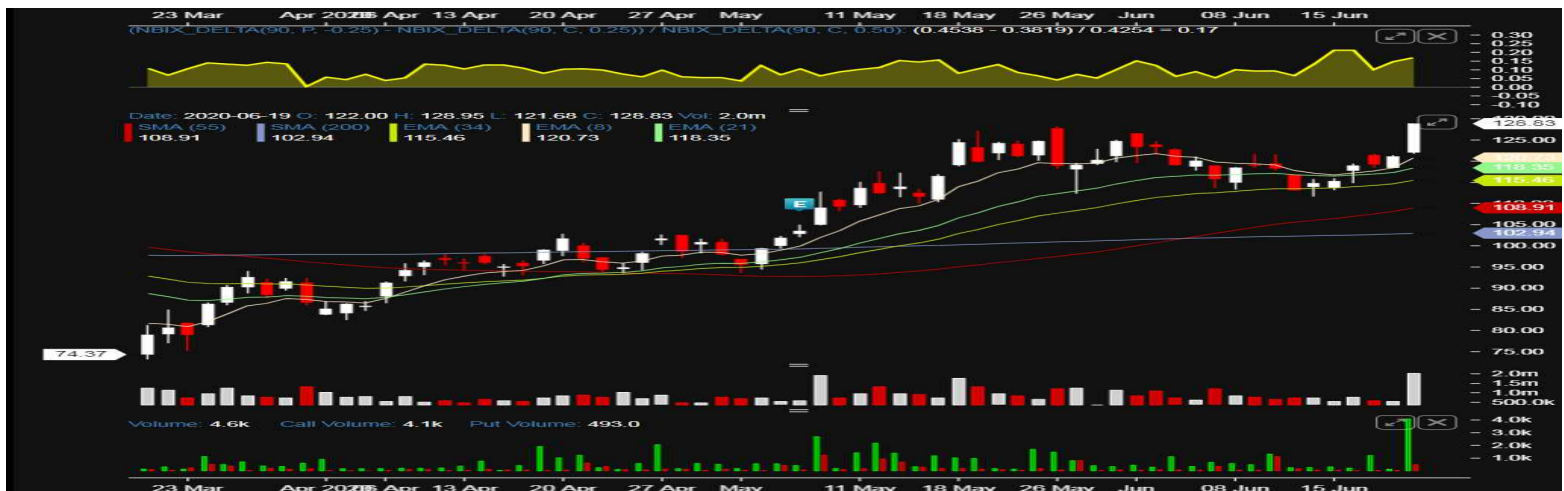 23 Mar Apr 2020 06 Apr 13 Apr 20 Apr 27 Apr May 11 May 18 May 26 May Jun 08 Jun 15 Jun
(NBIX_DELTA(90, P, -0.25) - NBIX_DELTA(90, C, 0.25)) / NBIX_DELTA(90, C, 0.50): (0.4538 - 0.3819) / 0.4254 = 0.17
0.30
0.25
0.20
0.15
0.10
0.05
0.00
-0.05
-0.10
Date: 2020-06-19 O: 122.00 H: 128.95 L: 121.68 C: 128.83 Vol: 2.0m
SMA (55) SMA (200) EMA (34) EMA (8) EMA (21)
108.91 102.94 115.46 120.73 118.35
128.83
125.00
120.73
118.35
115.46
108.91
105.00
102.94
100.00
95.00
90.00
85.00
80.00
74.37
75.00
E
2.0m
1.5m
1.0m
500.0k
Volume: 4.6k Call Volume: 4.1k Put Volume: 493.0
4.0k
3.0k
2.0k
1.0k
23 Mar Apr 2020 06 Apr 13 Apr 20 Apr 27 Apr May 11 May 18 May 26 May Jun 08 Jun 15 Jun